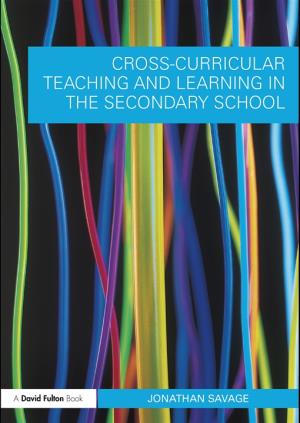 CROSS-CURRICULAR
TEACHING AND LEARNING IN
THE SECONDARY SCHOOL
A David Fulton Book
JONATHAN SAVAGE